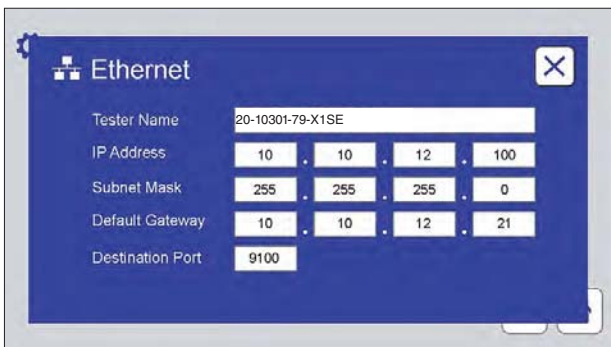 Ethernet
Tester Name 20-10301-79-X1SE
IP Address 10 . 10 . 12 . 100
Subnet Mask 255 . 255 . 255 . 0
Default Gateway 10 . 10 . 12 . 21
Destination Port 9100